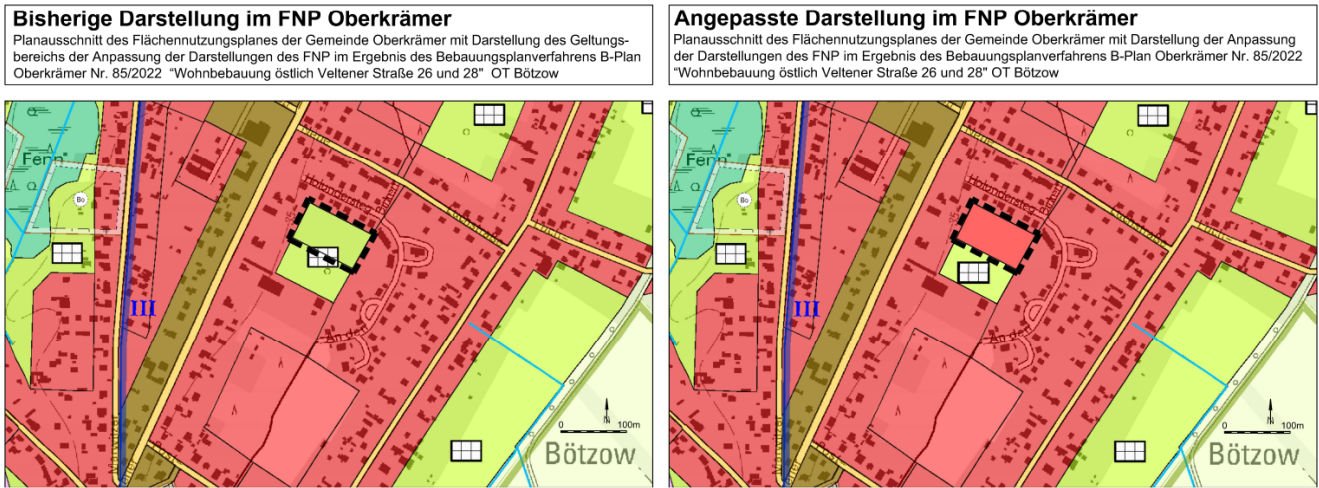 Bisherige Darstellung im FNP Oberkrämer
Planausschnitt des Flächennutzungsplanes der Gemeinde Oberkrämer mit Darstellung des Geltungs-
bereichs der Anpassung der Darstellungen des FNP im Ergebnis des Bebauungsplanverfahrens B-Plan
Oberkrämer Nr. 85/2022 “Wohnbebauung östlich Veltener Straße 26 und 28" OT Bötzow
Fenn
Bo
III
N
0 100m
Bötzow
Angepasste Darstellung im FNP Oberkrämer
Planausschnitt des Flächennutzungsplanes der Gemeinde Oberkrämer mit Darstellung der Anpassung
der Darstellungen des FNP im Ergebnis des Bebauungsplanverfahrens B-Plan Oberkrämer Nr. 85/2022
“Wohnbebauung östlich Veltener Straße 26 und 28" OT Bötzow
Fenn
Bo
III
N
0 100m
Bötzow